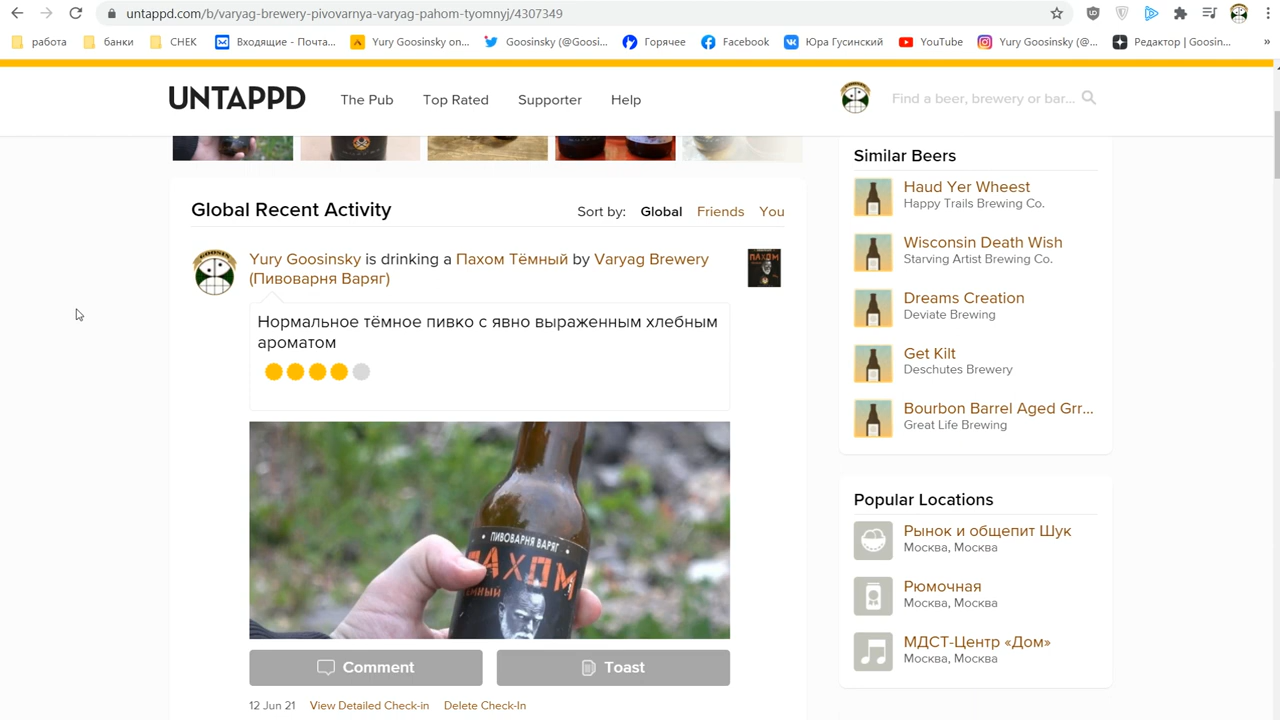 untappd.com/b/varyag-brewery-pivovarnya-varyag-pahom-tyomnyj/4307349
работа
банки
СНЕК
Входящие - Почта...
Yury Goosinsky on...
Goosinsky (@Goosi...
Горячее
Facebook
Юра Гусинский
YouTube
Yury Goosinsky (@...
Редактор | Goosin...
»
UNTAPPD
The Pub
Top Rated
Supporter
Help
Find a beer, brewery or bar...
Global Recent Activity
Sort by: Global Friends You
Yury Goosinsky is drinking a Пахом Тёмный by Varyag Brewery
(Пивоварня Варяг)
ПАХОМ
Нормальное тёмное пивко с явно выраженным хлебным
ароматом
• ПИВОВАРНЯ ВАРЯГ •
ПАХОМ
ТЕМНЫЙ
Comment
Toast
12 Jun 21 View Detailed Check-in Delete Check-In
Similar Beers
Haud Yer Wheest
Happy Trails Brewing Co.
Wisconsin Death Wish
Starving Artist Brewing Co.
Dreams Creation
Deviate Brewing
Get Kilt
Deschutes Brewery
Bourbon Barrel Aged Grr...
Great Life Brewing
Popular Locations
Рынок и общепит Шук
Москва, Москва
Рюмочная
Москва, Москва
МДСТ-Центр «Дом»
Москва, Москва